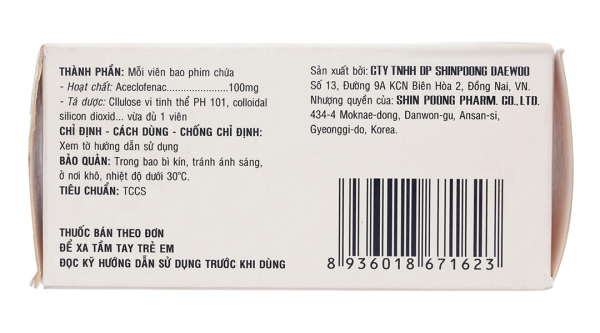 THÀNH PHẦN: Mỗi viên bao phim chứa
- Hoạt chất: Aceclofenac......................100mg
- Tá dược: Cllulose vi tinh thể PH 101, colloidal
silicon dioxid... vừa đủ 1 viên
CHỈ ĐỊNH - CÁCH DÙNG - CHỐNG CHỈ ĐỊNH:
Xem tờ hướng dẫn sử dụng
BẢO QUẢN: Trong bao bì kín, tránh ánh sáng,
ở nơi khô, nhiệt độ dưới 30°C.
TIÊU CHUẨN: TCCS
THUỐC BÁN THEO ĐƠN
ĐỂ XA TẦM TAY TRẺ EM
ĐỌC KỸ HƯỚNG DẪN SỬ DỤNG TRƯỚC KHI DÙNG
Sản xuất bởi: CTY TNHH DP SHINPOONG DAEWOO
Số 13, Đường 9A KCN Biên Hòa 2, Đồng Nai, VN.
Nhượng quyền của: SHIN POONG PHARM. CO., LTD.
434-4 Moknae-dong, Danwon-gu, Ansan-si,
Gyeonggi-do, Korea.
8 936018 671623